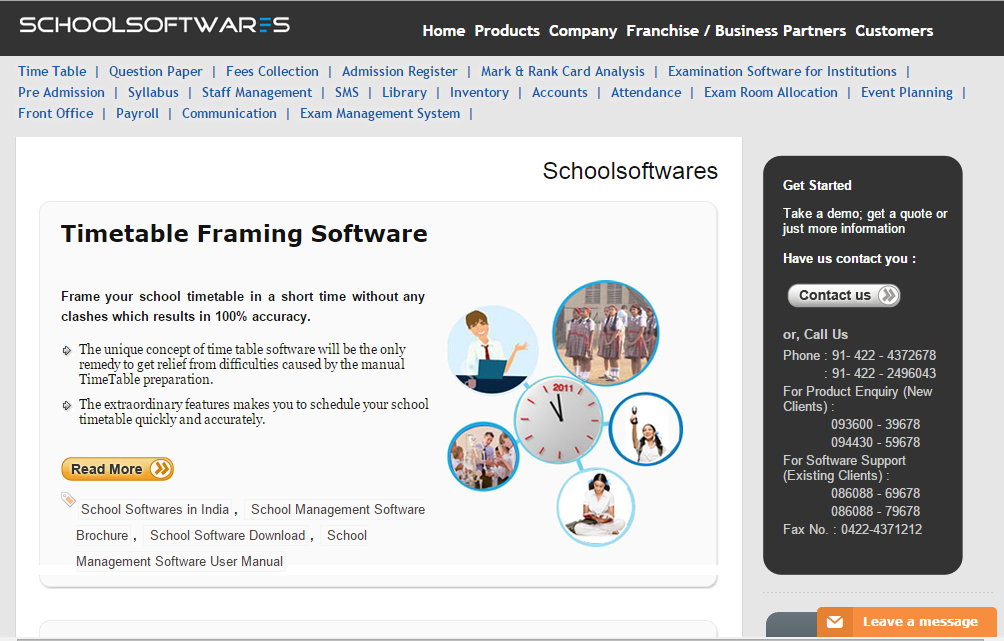 SCHOOLSOFTWARES
Home Products Company Franchise / Business Partners Customers
Time Table | Question Paper | Fees Collection | Admission Register | Mark & Rank Card Analysis | Examination Software for Institutions |
Pre Admission | Syllabus | Staff Management | SMS | Library | Inventory | Accounts | Attendance | Exam Room Allocation | Event Planning |
Front Office | Payroll | Communication | Exam Management System |
Schoolsoftwares
Timetable Framing Software
Frame your school timetable in a short time without any
clashes which results in 100% accuracy.
The unique concept of time table software will be the only
remedy to get relief from difficulties caused by the manual
TimeTable preparation.
The extraordinary features makes you to schedule your school
timetable quickly and accurately.
2011
Read More
School Softwares in India , School Management Software
Brochure , School Software Download , School
Management Software User Manual
Get Started
Take a demo; get a quote or
just more information
Have us contact you :
Contact us
or, Call Us
Phone : 91- 422 - 4372678
: 91- 422 - 2496043
For Product Enquiry (New
Clients) :
093600 - 39678
094430 - 59678
For Software Support
(Existing Clients) :
086088 - 69678
086088 - 79678
Fax No. : 0422-4371212
Leave a message